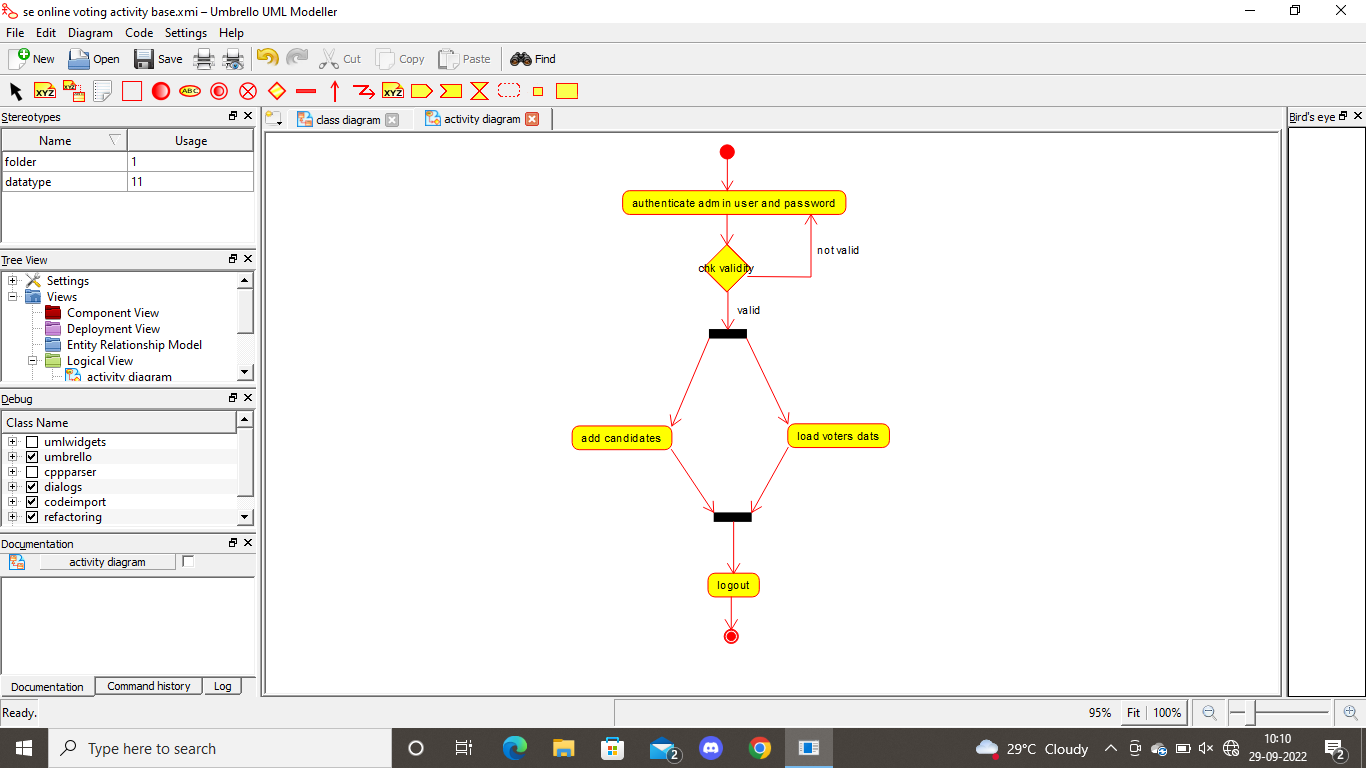 se online voting activity base.xmi – Umbrello UML Modeller
File Edit Diagram Code Settings Help
New Open Save Cut Copy Paste Find
XYZ XYZ ABC XYZ
Stereotypes
Name Usage
folder 1
datatype 11
Tree View
Settings
Views
Component View
Deployment View
Entity Relationship Model
Logical View
activity diagram
Debug
Class Name
umlwidgets
umbrello
cppparser
dialogs
codeimport
refactoring
Documentation
activity diagram
Documentation Command history Log
class diagram activity diagram
authenticate admin user and password
not valid
chk validity
valid
add candidates
load voters dats
logout
Bird's eye
Ready.
95% Fit 100%
Type here to search
2
29°C Cloudy
10:10
29-09-2022
2